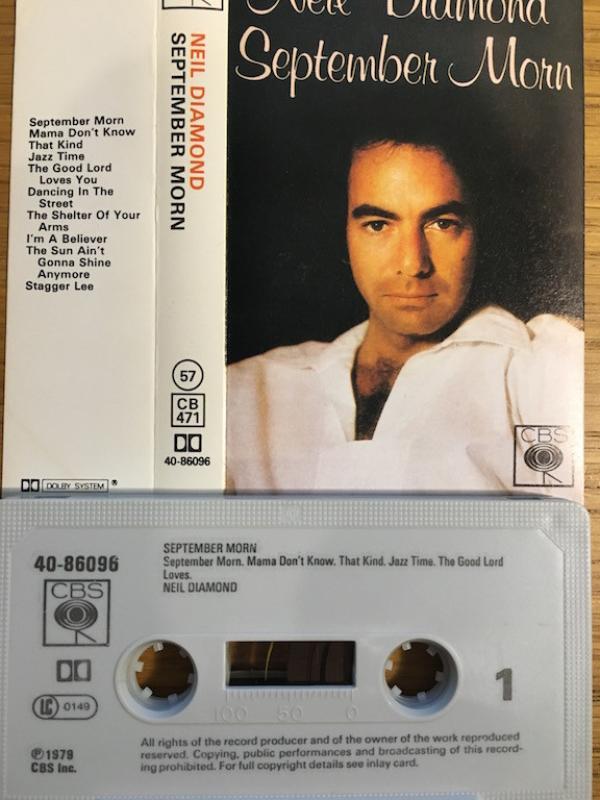 Neil Diamond
September Morn
NEIL DIAMOND
SEPTEMBER MORN
September Morn
Mama Don't Know
That Kind
Jazz Time
The Good Lord
Loves You
Dancing In The
Street
The Shelter Of Your
Arms
I'm A Believer
The Sun Ain't
Gonna Shine
Anymore
Stagger Lee
57
CB
471
40-86096
CBS
DOLBY SYSTEM ®
40-86096
CBS
SEPTEMBER MORN
September Morn. Mama Don't Know. That Kind. Jazz Time. The Good Lord
Loves.
NEIL DIAMOND
LC 0149
1
100 50 0
℗ 1979
CBS Inc.
All rights of the record producer and of the owner of the work reproduced
reserved. Copying, public performances and broadcasting of this record-
ing prohibited. For full copyright details see inlay card.